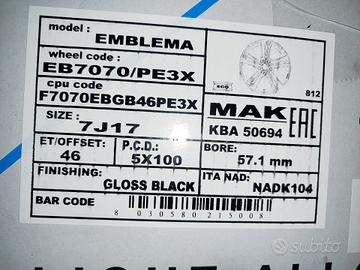 model : EMBLEMA
wheel code :
EB7070/PE3X
cpu code :
F7070EBGB46PE3X
SIZE :
7J17
ECO
812
MAK EAC
KBA 50694
ET/OFFSET:
46
P.C.D.:
5X100
BORE:
57.1 mm
FINISHING:
GLOSS BLACK
ITA NAD:
NADK104
BAR CODE
8 030580 215008
subito